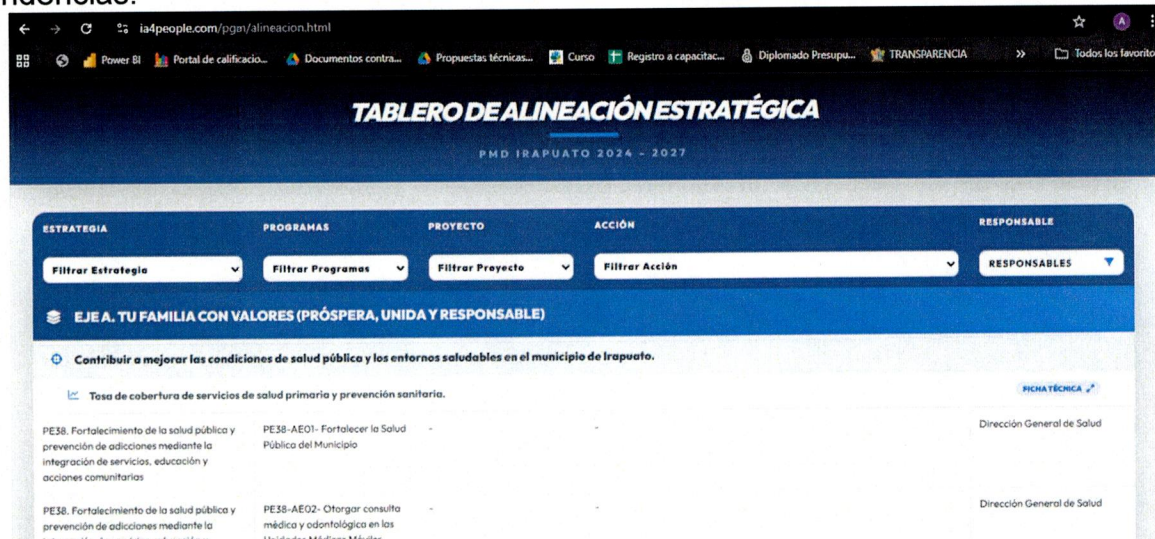 ndencias.
ia4people.com/pgm/alineacion.html
A
Power BI
Portal de calificacio...
Documentos contra...
Propuestas técnicas...
Curso
Registro a capacitac...
Diplomado Presupu...
TRANSPARENCIA
»
Todos los favorito
TABLERO DE ALINEACIÓN ESTRATÉGICA
PMD IRAPUATO 2024 - 2027
ESTRATEGIA
PROGRAMAS
PROYECTO
ACCIÓN
RESPONSABLE
Filtrar Estrategia
Filtrar Programas
Filtrar Proyecto
Filtrar Acción
RESPONSABLES
EJE A. TU FAMILIA CON VALORES (PRÓSPERA, UNIDA Y RESPONSABLE)
Contribuir a mejorar las condiciones de salud pública y los entornos saludables en el municipio de Irapuato.
Tasa de cobertura de servicios de salud primaria y prevención sanitaria.
FICHA TÉCNICA
PE38. Fortalecimiento de la salud pública y
prevención de adicciones mediante la
integración de servicios, educación y
acciones comunitarias
PE38-AE01- Fortalecer la Salud
Pública del Municipio
-
-
Dirección General de Salud
PE38. Fortalecimiento de la salud pública y
prevención de adicciones mediante la
PE38-AE02- Otorgar consulta
médica y odontológica en las
Unidades Médicas Móviles
-
-
Dirección General de Salud